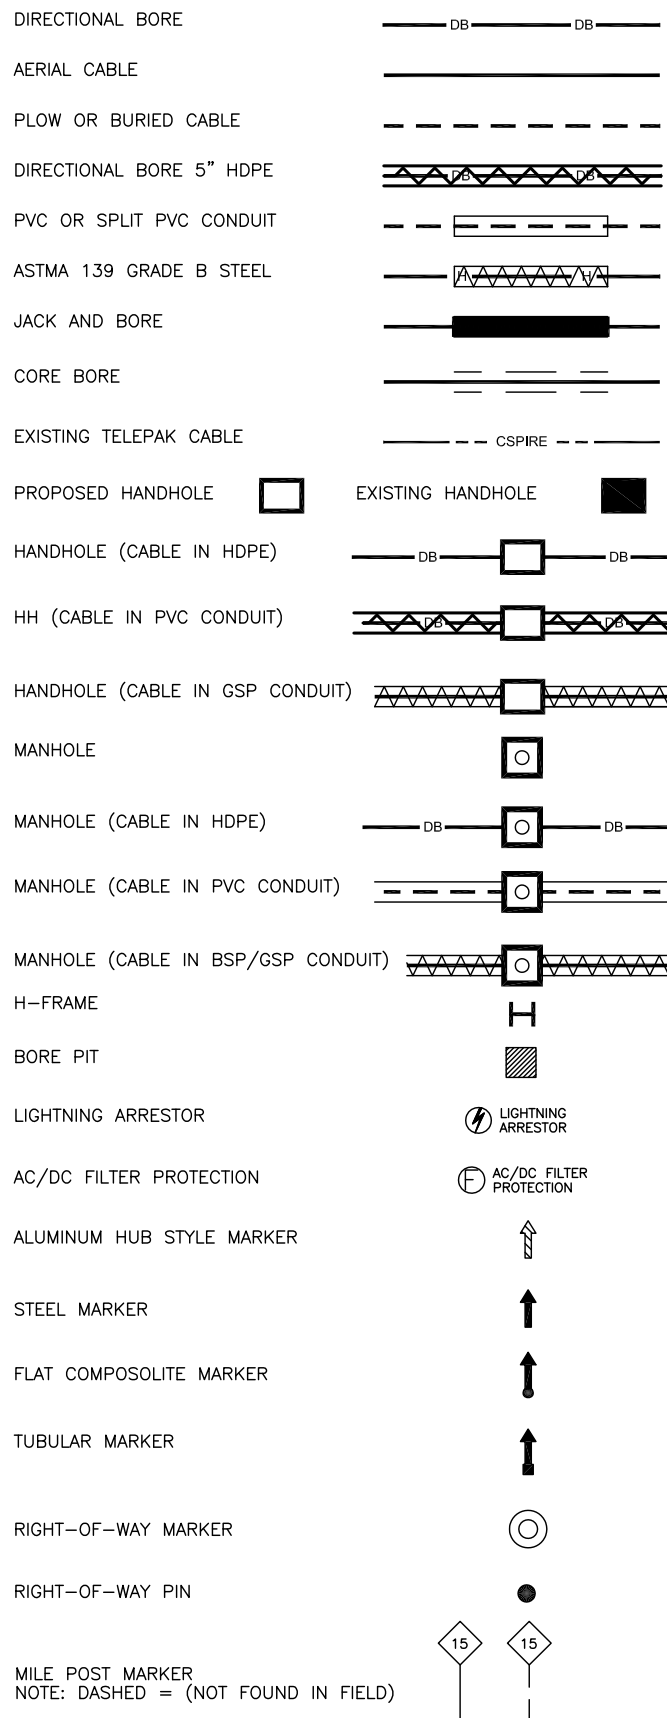 DIRECTIONAL BORE DB DB
AERIAL CABLE
PLOW OR BURIED CABLE
DIRECTIONAL BORE 5" HDPE DB DB
PVC OR SPLIT PVC CONDUIT
ASTMA 139 GRADE B STEEL H H
JACK AND BORE
CORE BORE
EXISTING TELEPAK CABLE CSPIRE
PROPOSED HANDHOLE EXISTING HANDHOLE
HANDHOLE (CABLE IN HDPE) DB DB
HH (CABLE IN PVC CONDUIT) DB DB
HANDHOLE (CABLE IN GSP CONDUIT)
MANHOLE
MANHOLE (CABLE IN HDPE) DB DB
MANHOLE (CABLE IN PVC CONDUIT)
MANHOLE (CABLE IN BSP/GSP CONDUIT)
H-FRAME
BORE PIT
LIGHTNING ARRESTOR
LIGHTNING
ARRESTOR
AC/DC FILTER PROTECTION
F
AC/DC FILTER
PROTECTION
ALUMINUM HUB STYLE MARKER
STEEL MARKER
FLAT COMPOSOLITE MARKER
TUBULAR MARKER
RIGHT-OF-WAY MARKER
RIGHT-OF-WAY PIN
15 15
MILE POST MARKER
NOTE: DASHED = (NOT FOUND IN FIELD)